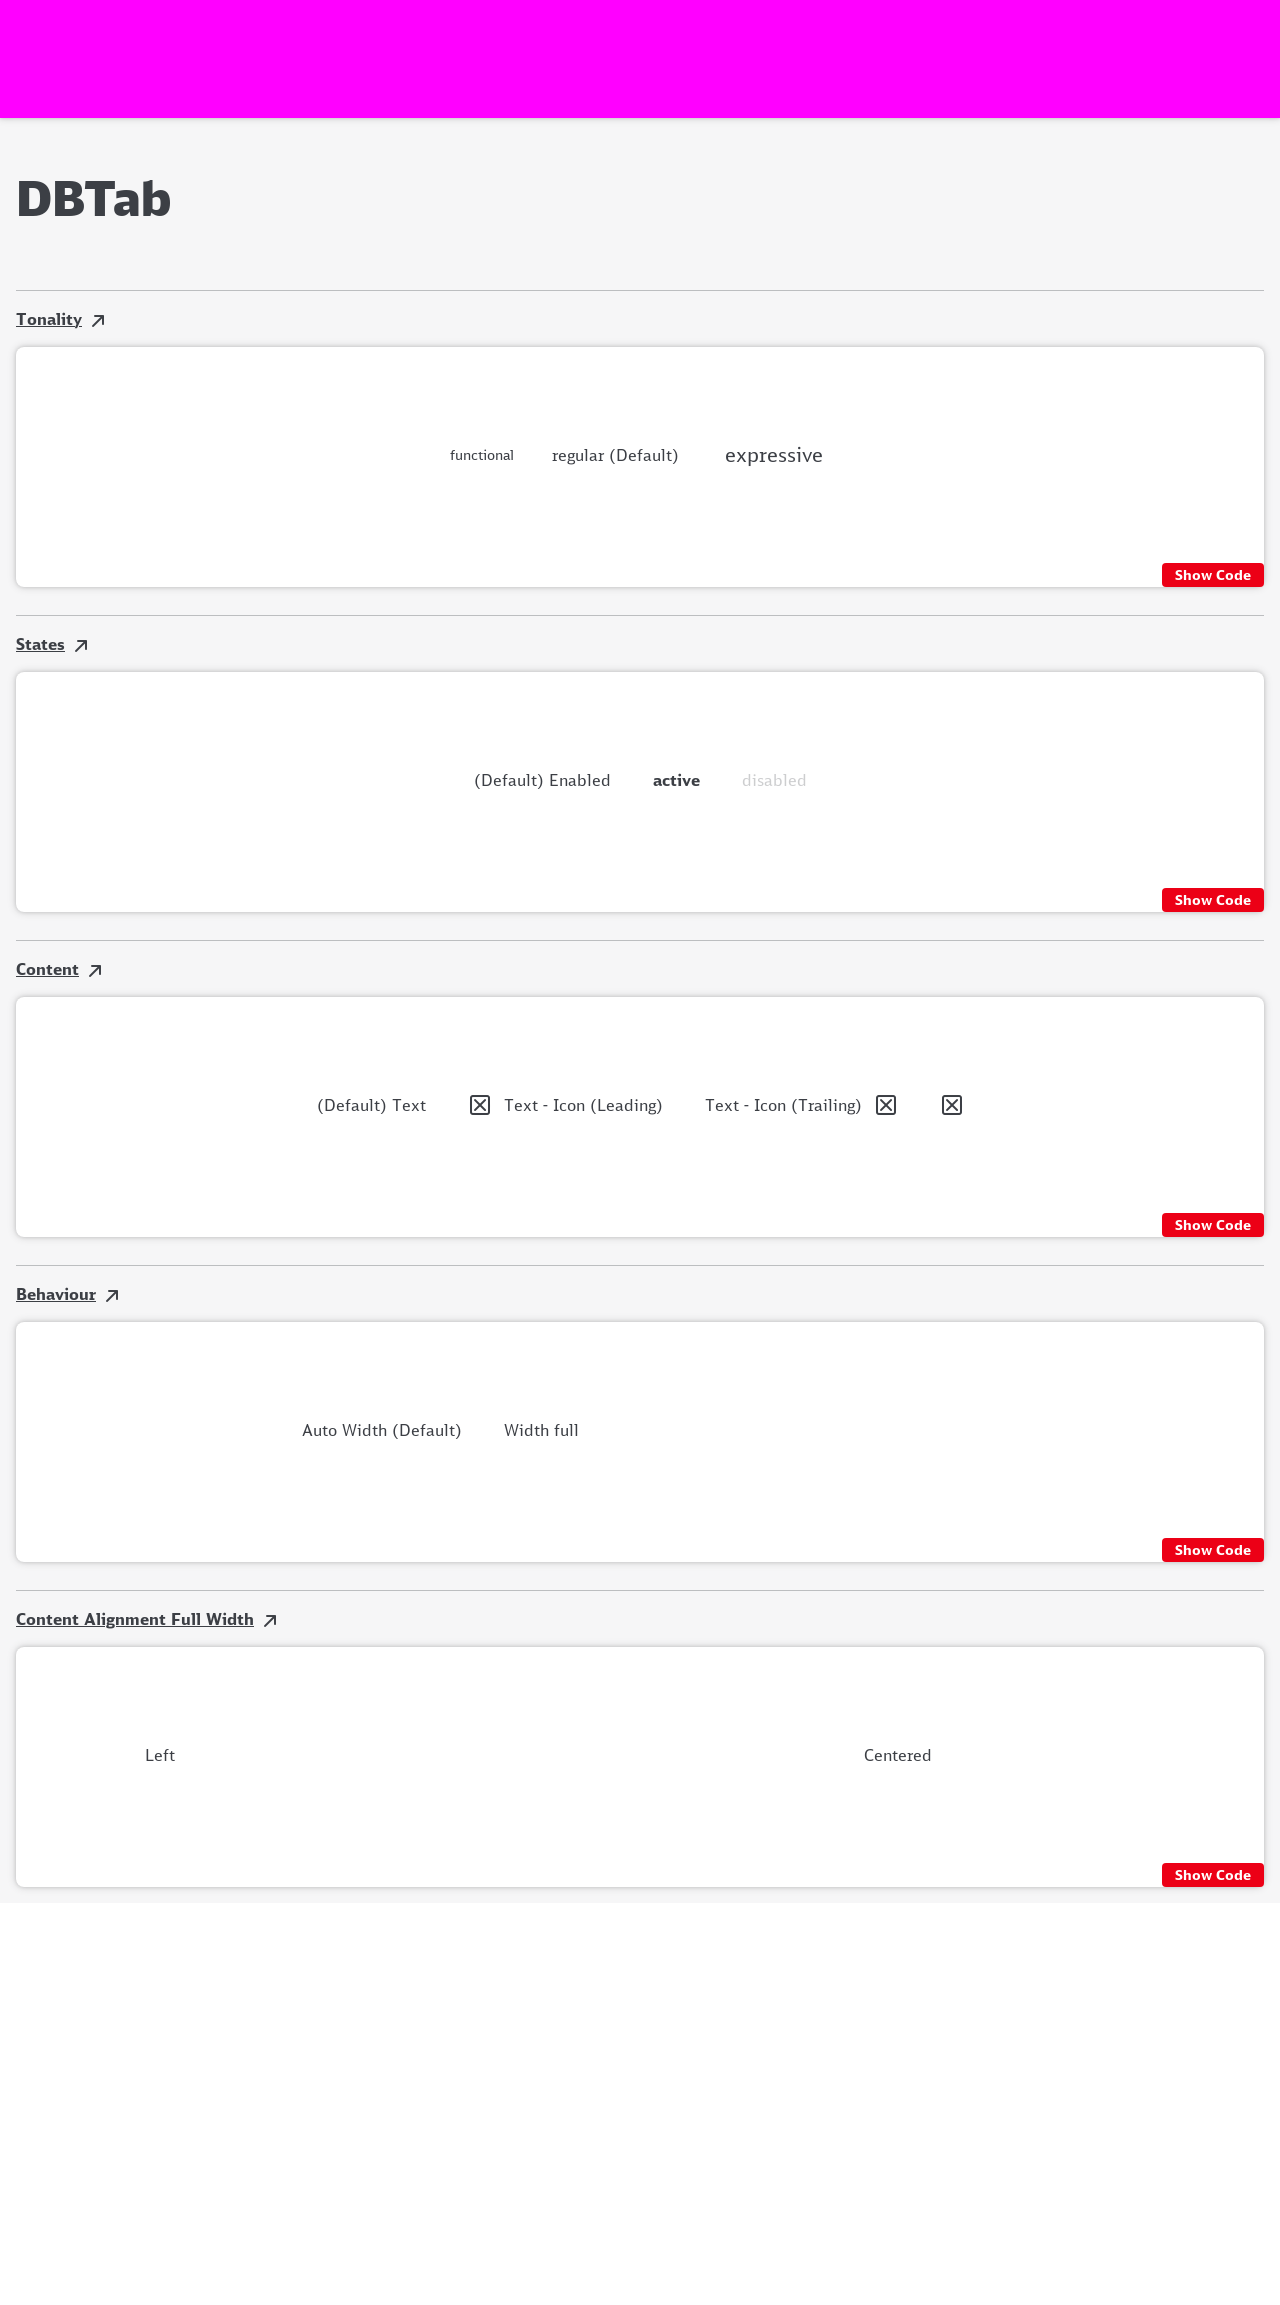 DBTab
Tonality
functional regular (Default) expressive
Show Code
States
(Default) Enabled active disabled
Show Code
Content
(Default) Text Text - Icon (Leading) Text - Icon (Trailing)
Show Code
Behaviour
Auto Width (Default) Width full
Show Code
Content Alignment Full Width
Left Centered
Show Code